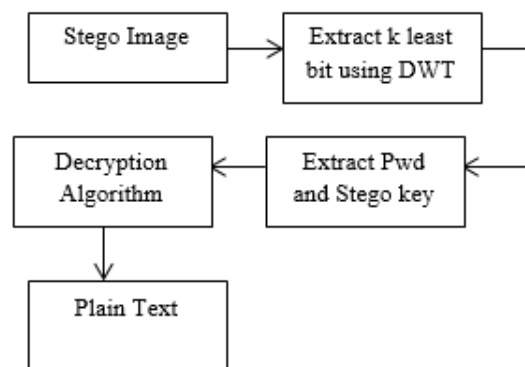 Stego Image
Extract k least
bit using DWT
Extract Pwd
and Stego key
Decryption
Algorithm
Plain Text